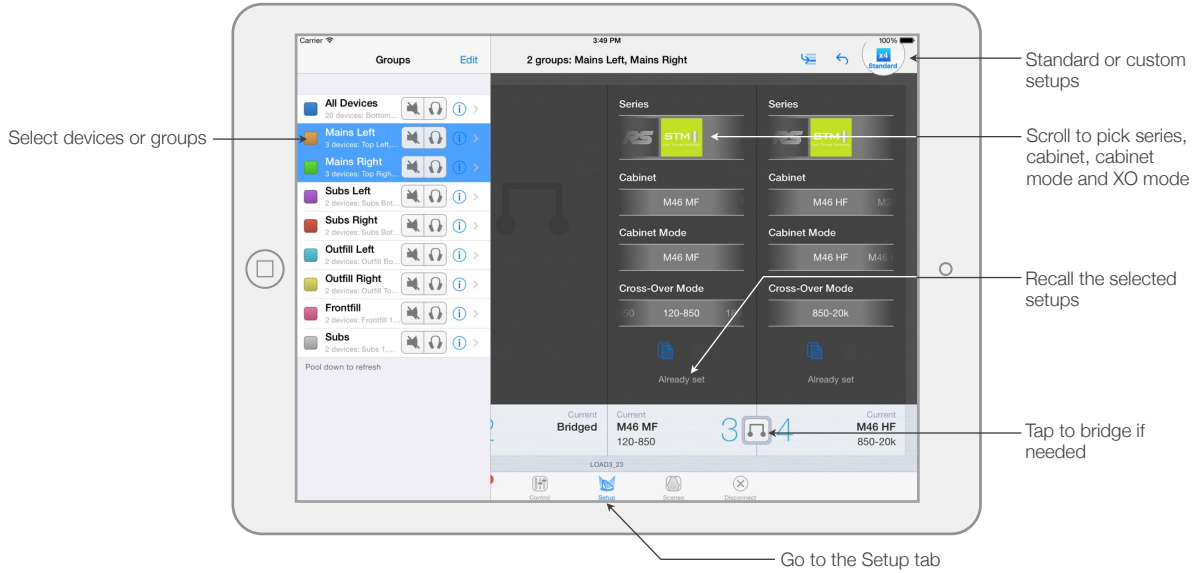 Carrier
3:49 PM
100%
Groups
Edit
2 groups: Mains Left, Mains Right
x4
Standard
Standard or custom
setups
Select devices or groups
All Devices
20 devices: Bottom...
Mains Left
3 devices: Top Left,...
Mains Right
3 devices: Top Righ...
Subs Left
2 devices: Subs Bot...
Subs Right
2 devices: Subs Bot...
Outfill Left
2 devices: Outfill Bo...
Outfill Right
2 devices: Outfill To...
Frontfill
2 devices: Frontfill 1...
Subs
2 devices: Subs 1,...
Pool down to refresh
Series
Series
RS
STM
RS
STM
Scroll to pick series,
cabinet, cabinet
mode and XO mode
Cabinet
Cabinet
M46 MF
M46 HF
Cabinet Mode
Cabinet Mode
M46 MF
M46 HF
M46
Cross-Over Mode
Cross-Over Mode
120-850
850-20k
Recall the selected
setups
Already set
Already set
2
Current
Bridged
Current
M46 MF
120-850
3
4
Current
M46 HF
850-20k
Tap to bridge if
needed
LOAD3_23
Control
Setup
Scenes
Disconnect
Go to the Setup tab